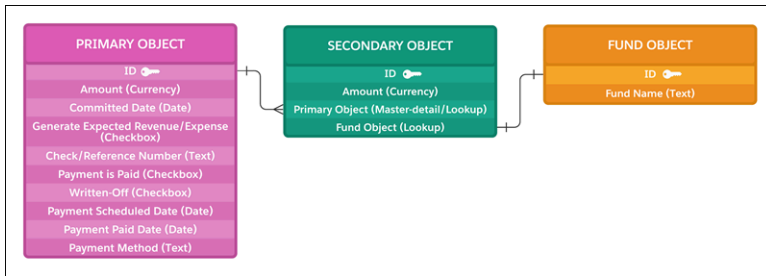 PRIMARY OBJECT
ID
Amount (Currency)
Committed Date (Date)
Generate Expected Revenue/Expense
(Checkbox)
Check/Reference Number (Text)
Payment is Paid (Checkbox)
Written-Off (Checkbox)
Payment Scheduled Date (Date)
Payment Paid Date (Date)
Payment Method (Text)
SECONDARY OBJECT
ID
Amount (Currency)
Primary Object (Master-detail/Lookup)
Fund Object (Lookup)
FUND OBJECT
ID
Fund Name (Text)